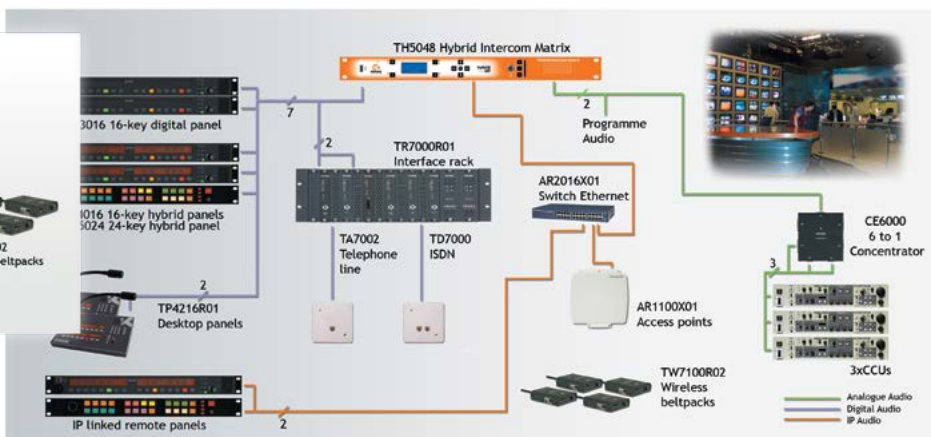 TH5048 Hybrid Intercom Matrix
7
2
Programme
Audio
2
3016 16-key digital panel
TR7000R01
Interface rack
AR2016X01
Switch Ethernet
3016 16-key hybrid panels
5024 24-key hybrid panel
02
eltpacks
TA7002
Telephone
line
TD7000
ISDN
CE6000
6 to 1
Concentrator
3
2
TP4216R01
Desktop panels
AR1100X01
Access points
3xCCUs
TW7100R02
Wireless
beltpacks
2
IP linked remote panels
Analogue Audio
Digital Audio
IP Audio